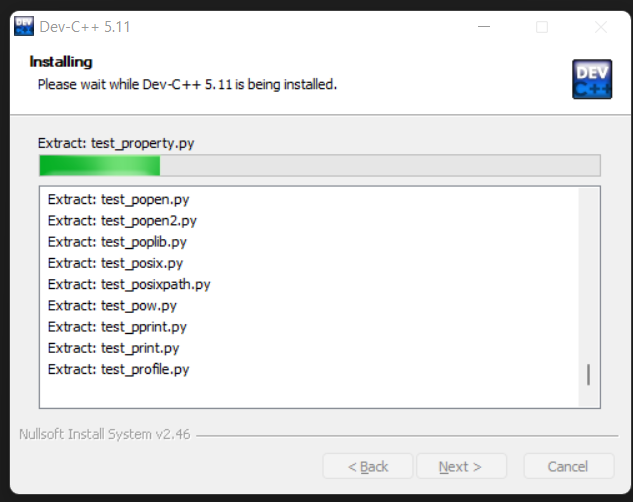 Dev-C++ 5.11
Installing
Please wait while Dev-C++ 5.11 is being installed.
DEV
C++
Extract: test_property.py
Extract: test_popen.py
Extract: test_popen2.py
Extract: test_poplib.py
Extract: test_posix.py
Extract: test_posixpath.py
Extract: test_pow.py
Extract: test_pprint.py
Extract: test_print.py
Extract: test_profile.py
Nullsoft Install System v2.46
< Back
Next >
Cancel